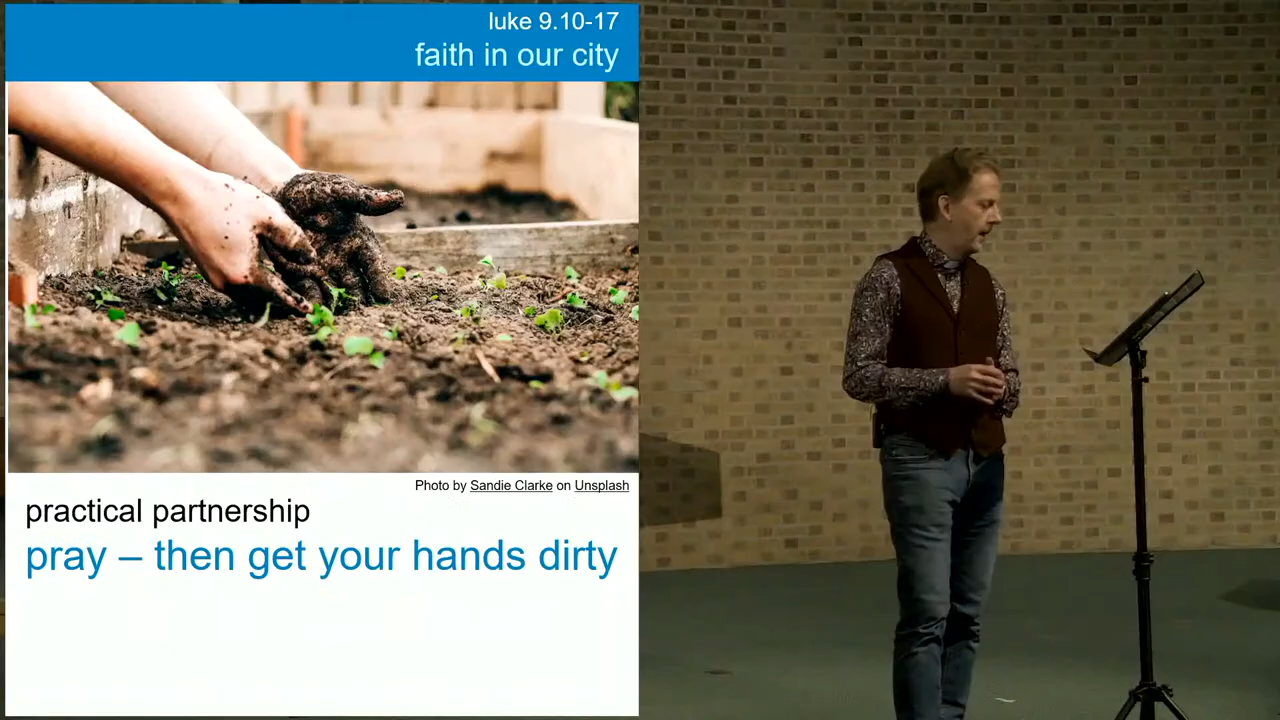 luke 9.10-17
faith in our city
Photo by Sandie Clarke on Unsplash
practical partnership
pray – then get your hands dirty